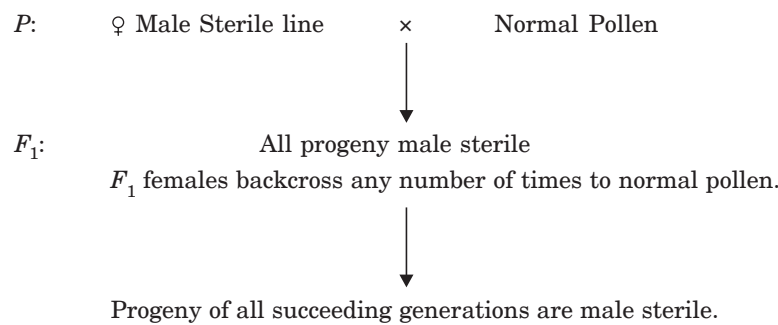 P: ♀ Male Sterile line × Normal Pollen
F₁: All progeny male sterile
F₁ females backcross any number of times to normal pollen.
Progeny of all succeeding generations are male sterile.